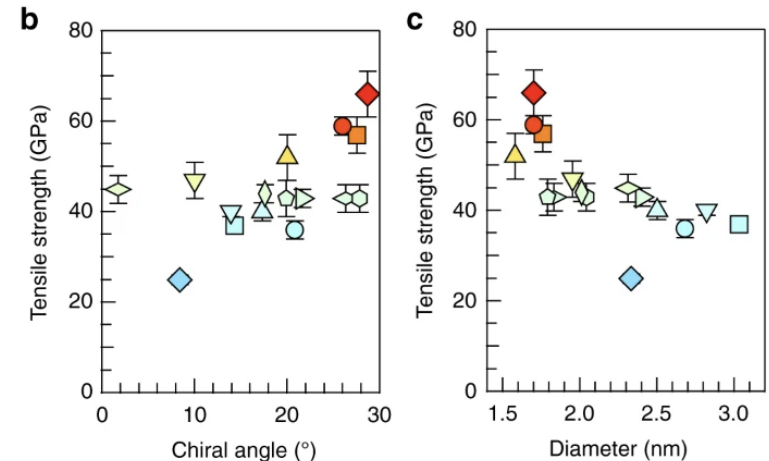 b
80
60
40
20
0
0 10 20 30
Tensile strength (GPa)
Chiral angle (°)
c
80
60
40
20
0
1.5 2.0 2.5 3.0
Tensile strength (GPa)
Diameter (nm)